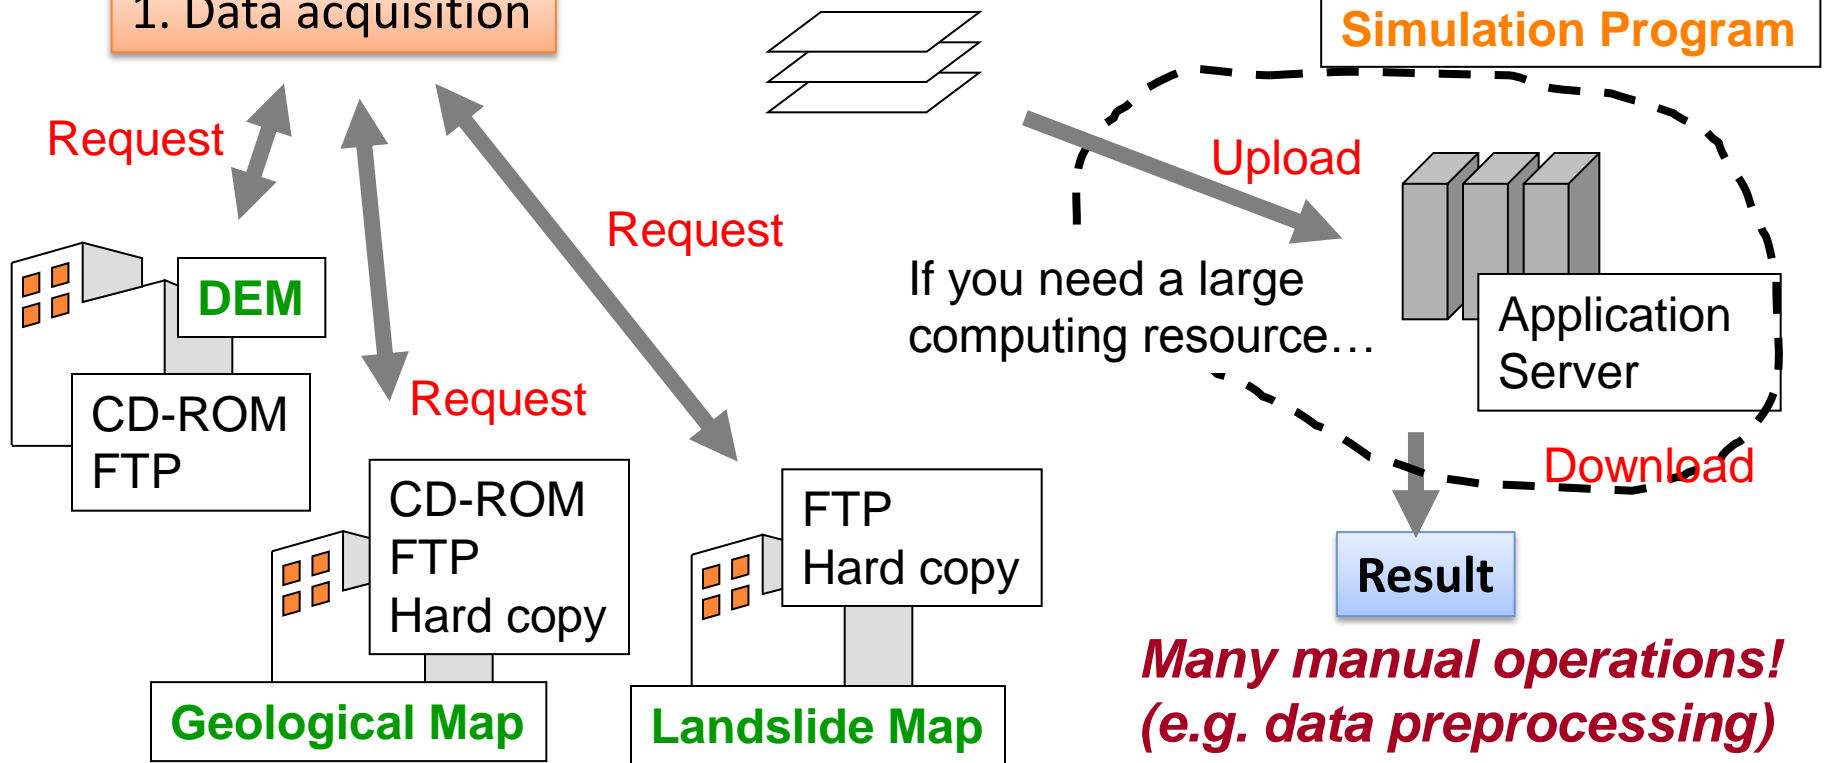 1. Data acquisition
Simulation Program
Request
Upload
Request
If you need a large
computing resource…
DEM
Application
Server
CD-ROM
FTP
Request
Download
CD-ROM
FTP
Hard copy
FTP
Hard copy
Result
Geological Map
Landslide Map
Many manual operations!
(e.g. data preprocessing)